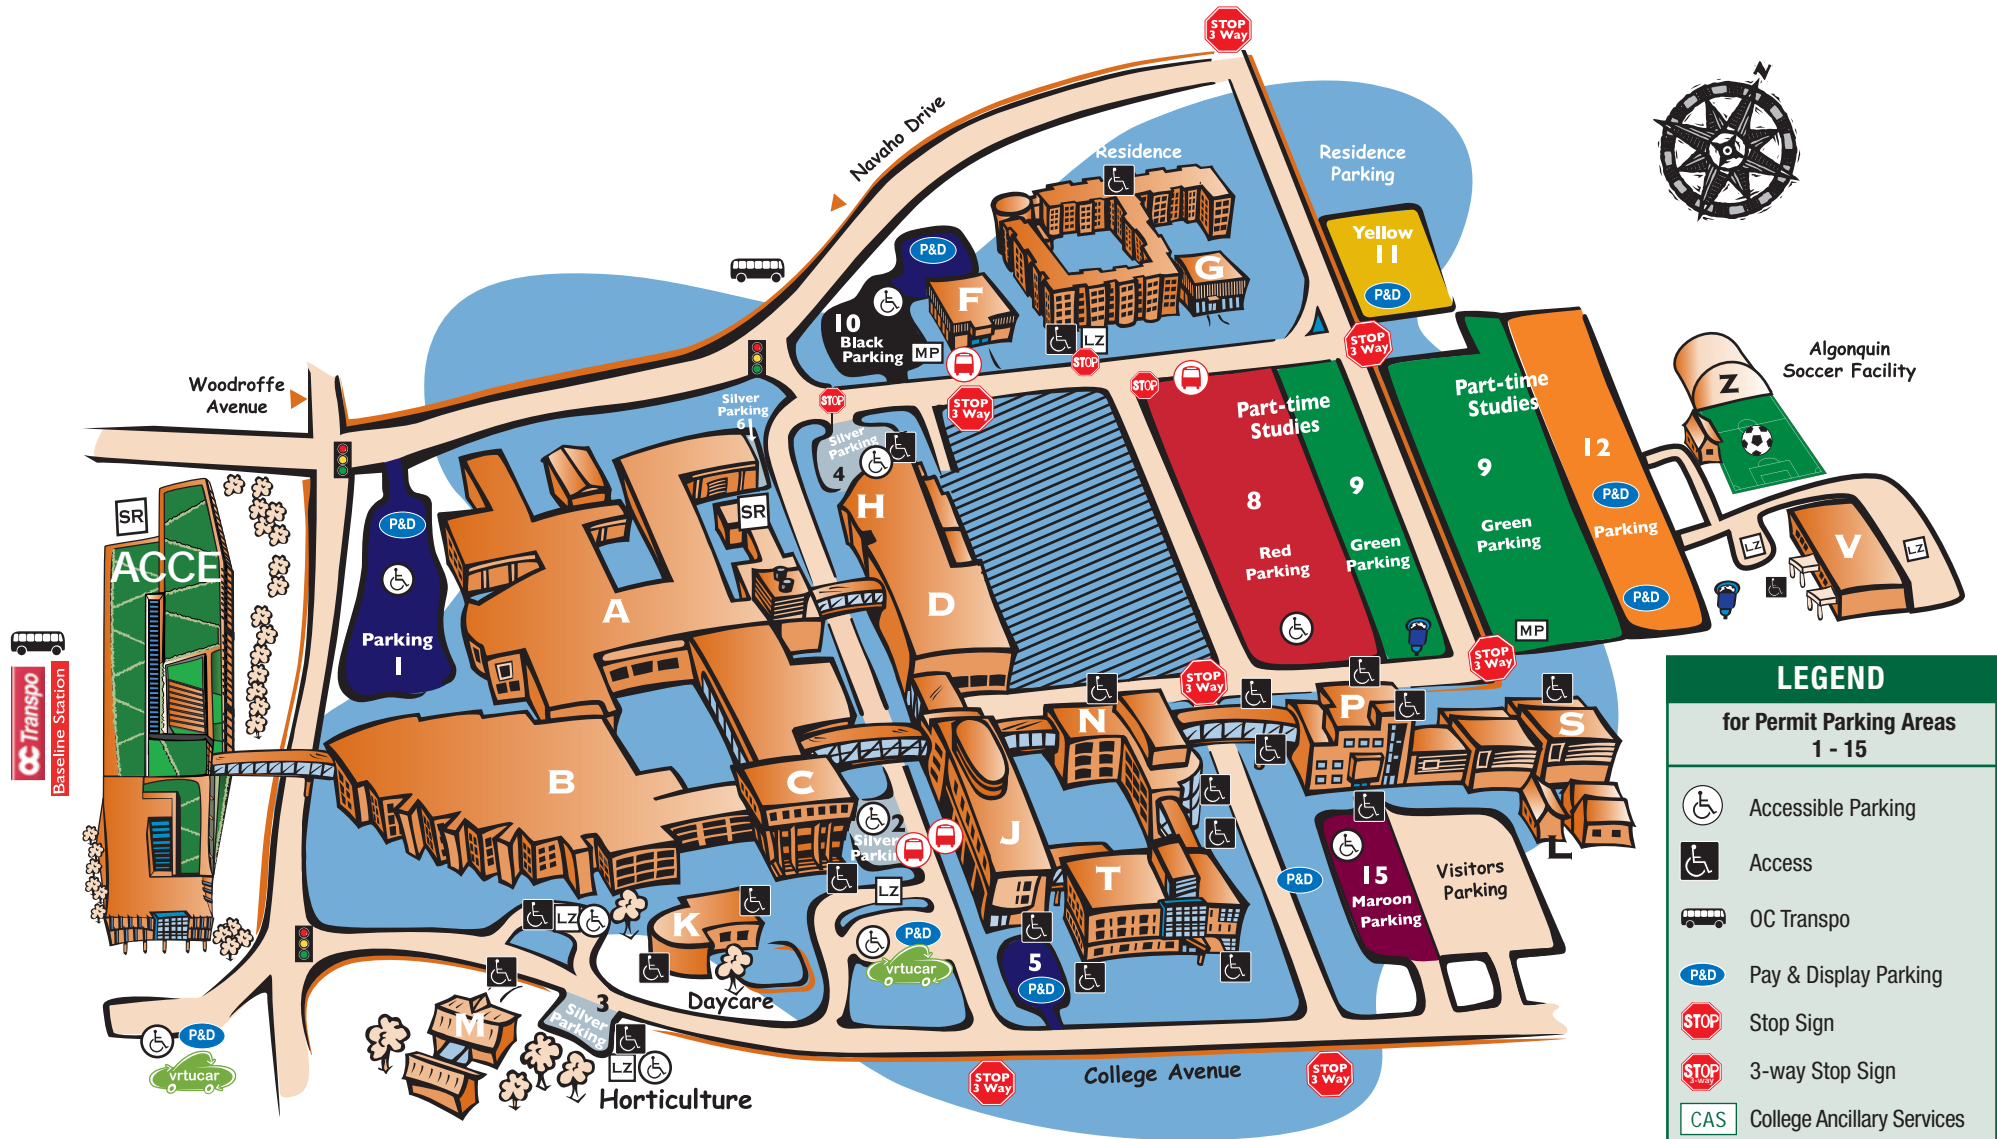 STOP
3 Way
Navaho Drive
N
Residence
Residence
Parking
Yellow
11
P&D
P&D
F
G
10
Black
Parking
MP
LZ
STOP
STOP
3 Way
Algonquin
Soccer Facility
Z
Woodroffe
Avenue
Silver
Parking
6
STOP
STOP
3 Way
STOP
Part-time
Studies
Part-time
Studies
Silver
Parking
4
H
8
9
9
12
P&D
Parking
Red
Parking
Green
Parking
Green
Parking
P&D
MP
LZ
V
LZ
SR
ACCE
P&D
Parking
1
SR
A
D
STOP
3 Way
STOP
3 Way
OC Transpo
Baseline Station
B
C
N
P
S
J
T
L
2
Silver
Parki
LZ
K
LZ
Daycare
P&D
vrtucar
5
P&D
P&D
15
Maroon
Parking
Visitors
Parking
M
3
Silver
Parking
LZ
Horticulture
P&D
vrtucar
STOP
3 Way
College Avenue
STOP
3 Way
LEGEND
for Permit Parking Areas
1 - 15
Accessible Parking
Access
OC Transpo
P&D Pay & Display Parking
STOP Stop Sign
STOP
3-way
3-way Stop Sign
CAS College Ancillary Services